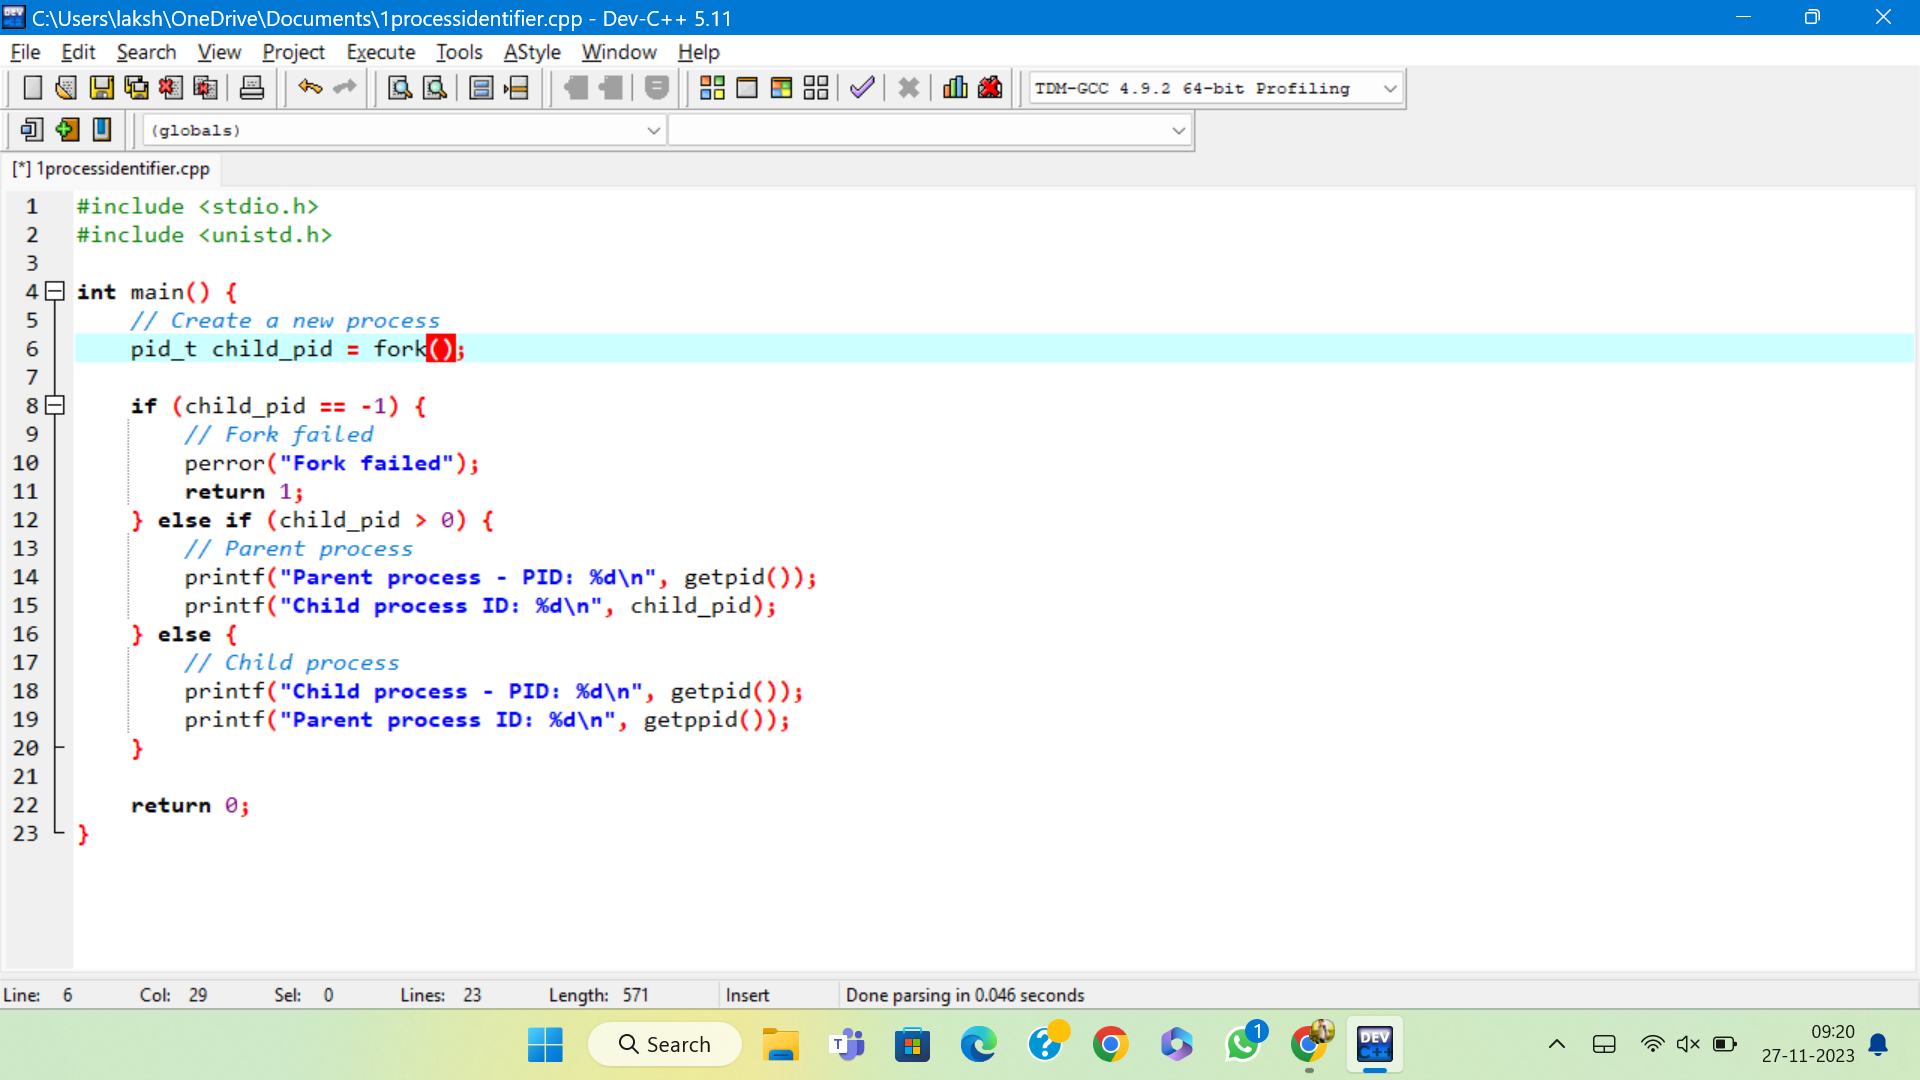 C:\Users\laksh\OneDrive\Documents\1processidentifier.cpp - Dev-C++ 5.11
File Edit Search View Project Execute Tools AStyle Window Help
TDM-GCC 4.9.2 64-bit Profiling
(globals)
[*] 1processidentifier.cpp
1 #include <stdio.h>
2 #include <unistd.h>
3
4 int main() {
5 // Create a new process
6 pid_t child_pid = fork();
7
8 if (child_pid == -1) {
9 // Fork failed
10 perror("Fork failed");
11 return 1;
12 } else if (child_pid > 0) {
13 // Parent process
14 printf("Parent process - PID: %d\n", getpid());
15 printf("Child process ID: %d\n", child_pid);
16 } else {
17 // Child process
18 printf("Child process - PID: %d\n", getpid());
19 printf("Parent process ID: %d\n", getppid());
20 }
21
22 return 0;
23 }
Line: 6 Col: 29 Sel: 0 Lines: 23 Length: 571 Insert Done parsing in 0.046 seconds
Search
T
1
DEV
C++
09:20
27-11-2023